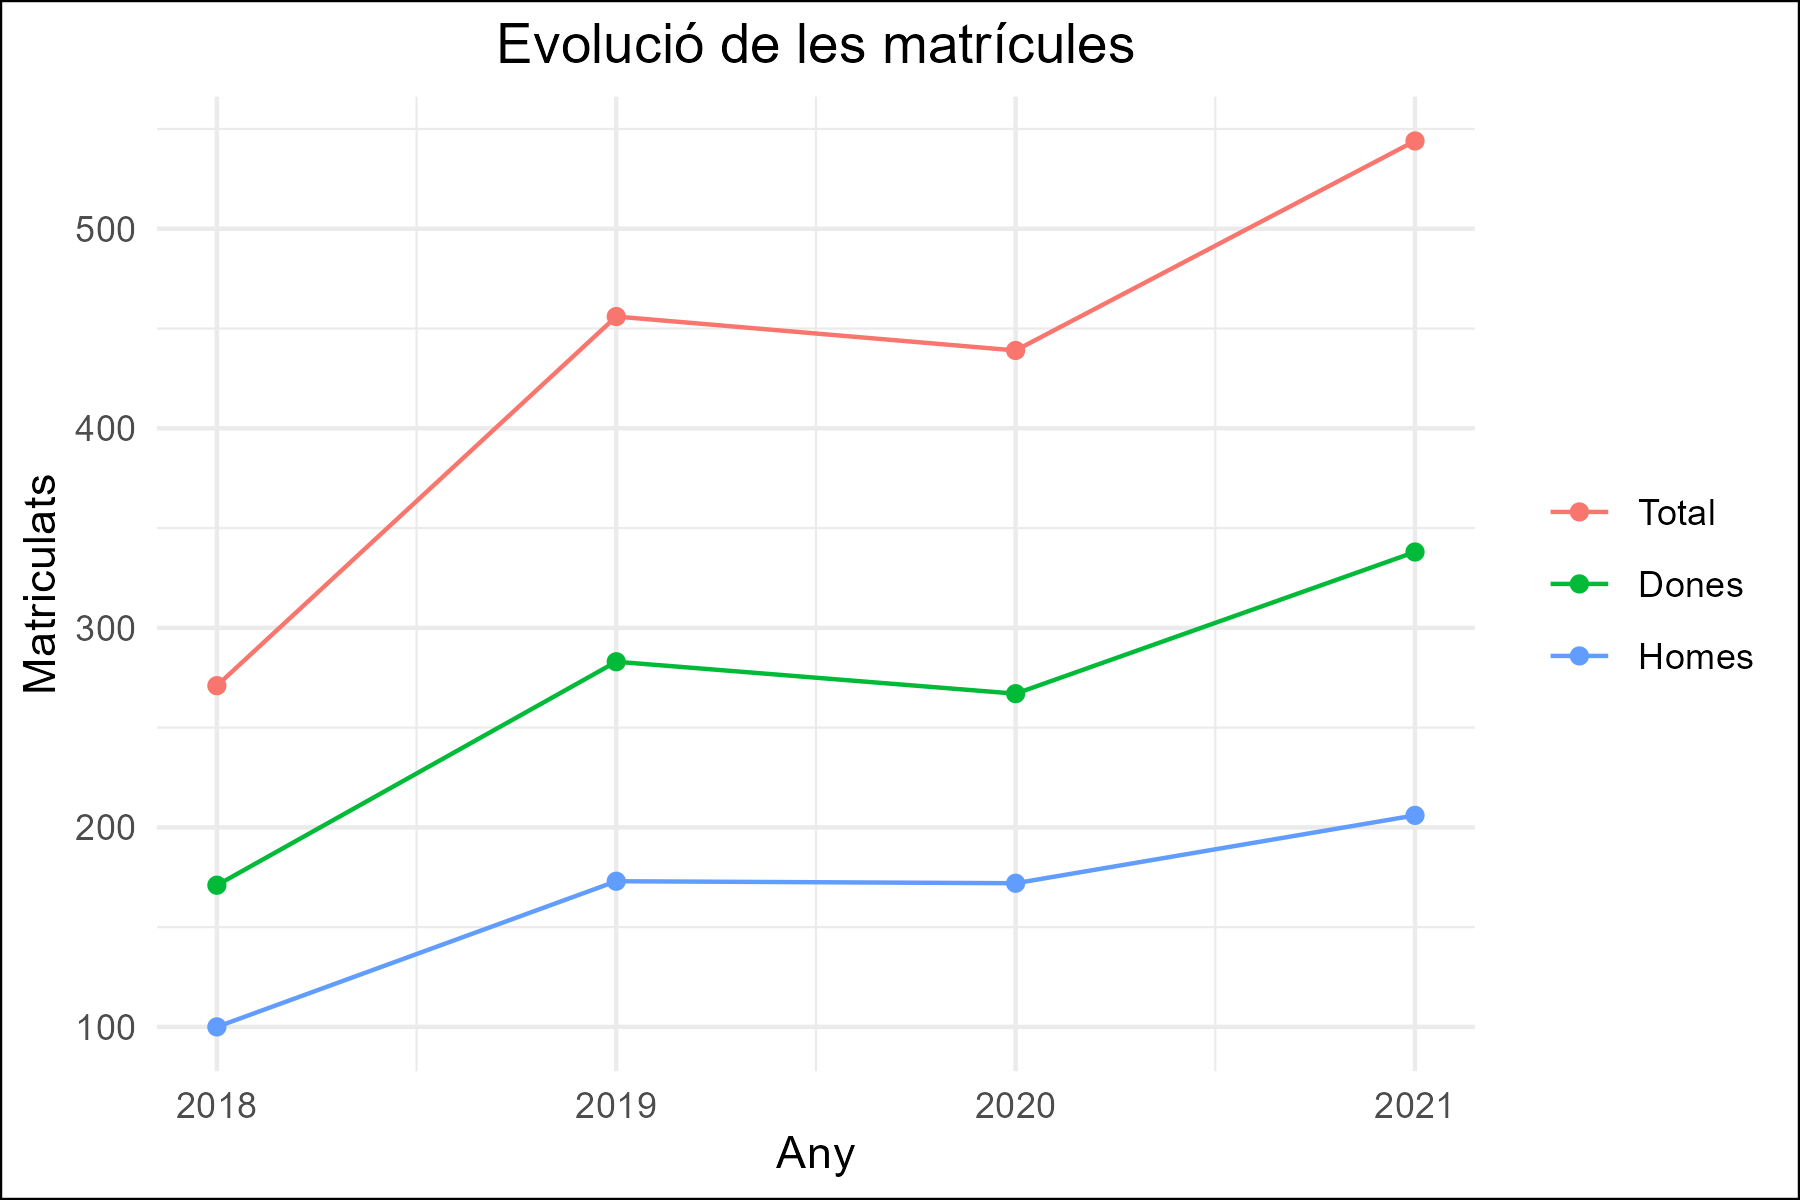 Evolució de les matrícules
Matriculats
500
400
300
200
100
2018
2019
2020
2021
Any
Total
Dones
Homes